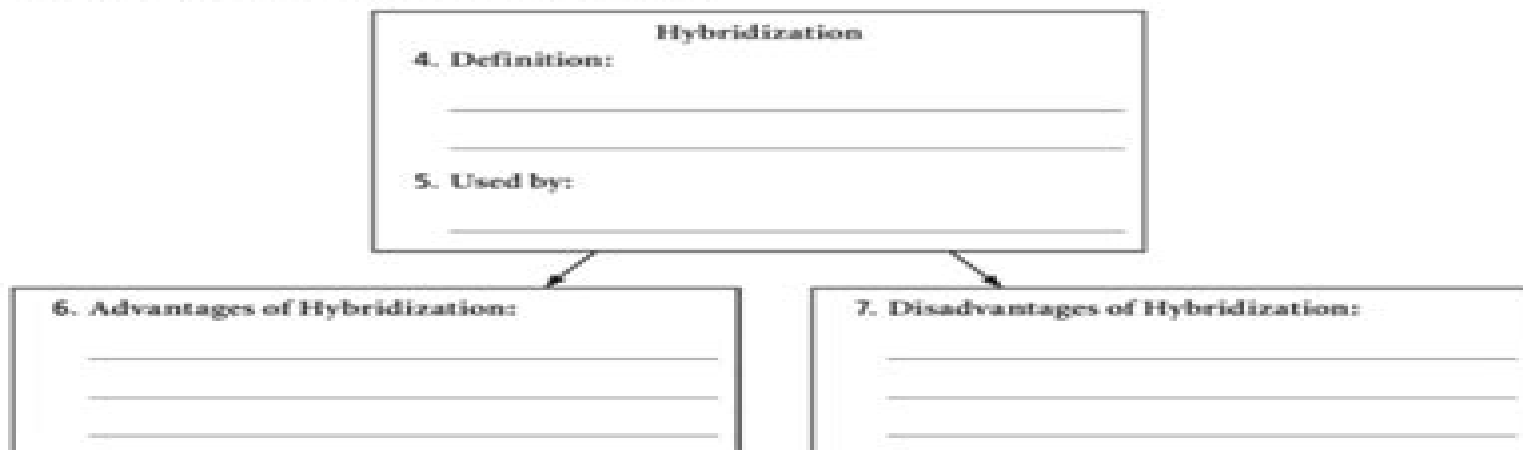 Hybridization
4. Definition:
5. Used by:
6. Advantages of Hybridization:
7. Disadvantages of Hybridization: